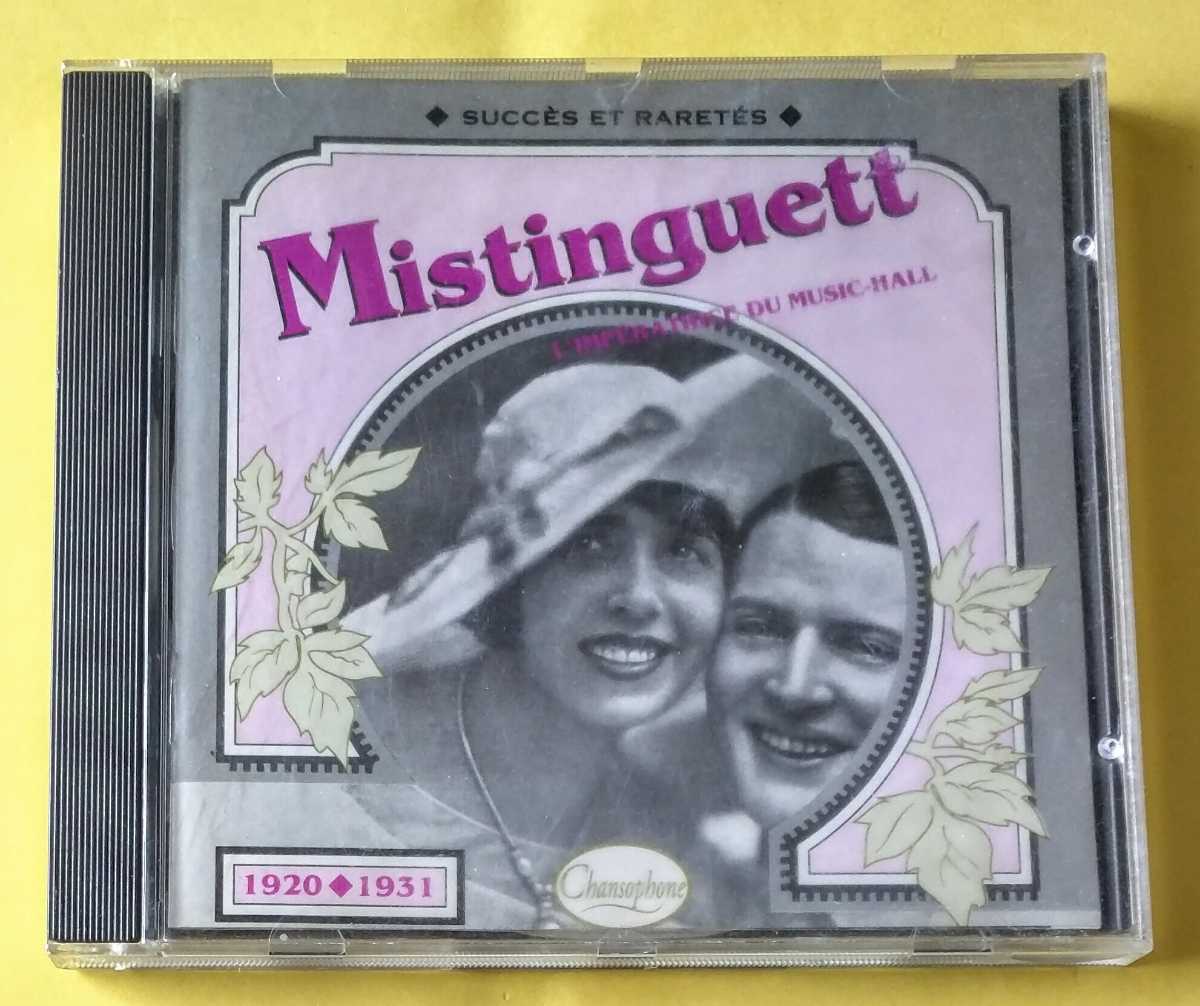 SUCCÈS ET RARETÉS
Mistinguett
L'IMPÉRATRICE DU MUSIC-HALL
1920 ◆ 1931
Chansophone